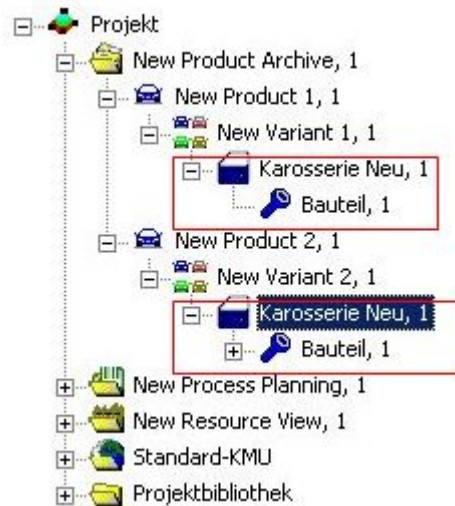 Projekt
New Product Archive, 1
New Product 1, 1
New Variant 1, 1
Karosserie Neu, 1
Bauteil, 1
New Product 2, 1
New Variant 2, 1
Karosserie Neu, 1
Bauteil, 1
New Process Planning, 1
New Resource View, 1
Standard-KMU
Projektbibliothek